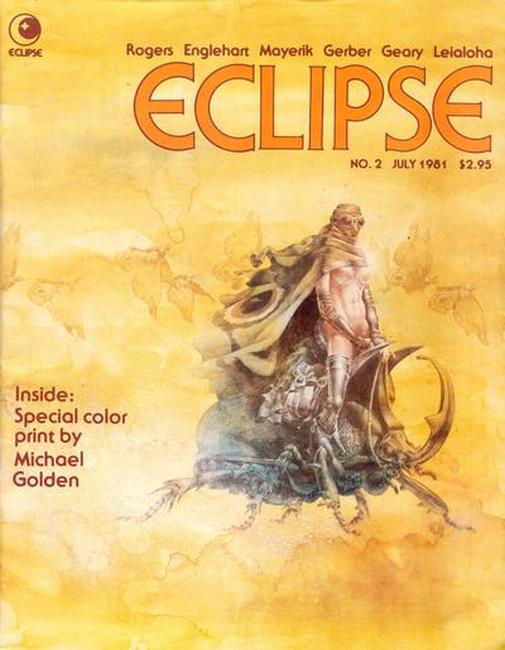 ECLIPSE
Rogers Englehart Mayerik Gerber Geary Leialoha
ECLIPSE
NO. 2 JULY 1981 $2.95
Inside:
Special color
print by
Michael
Golden